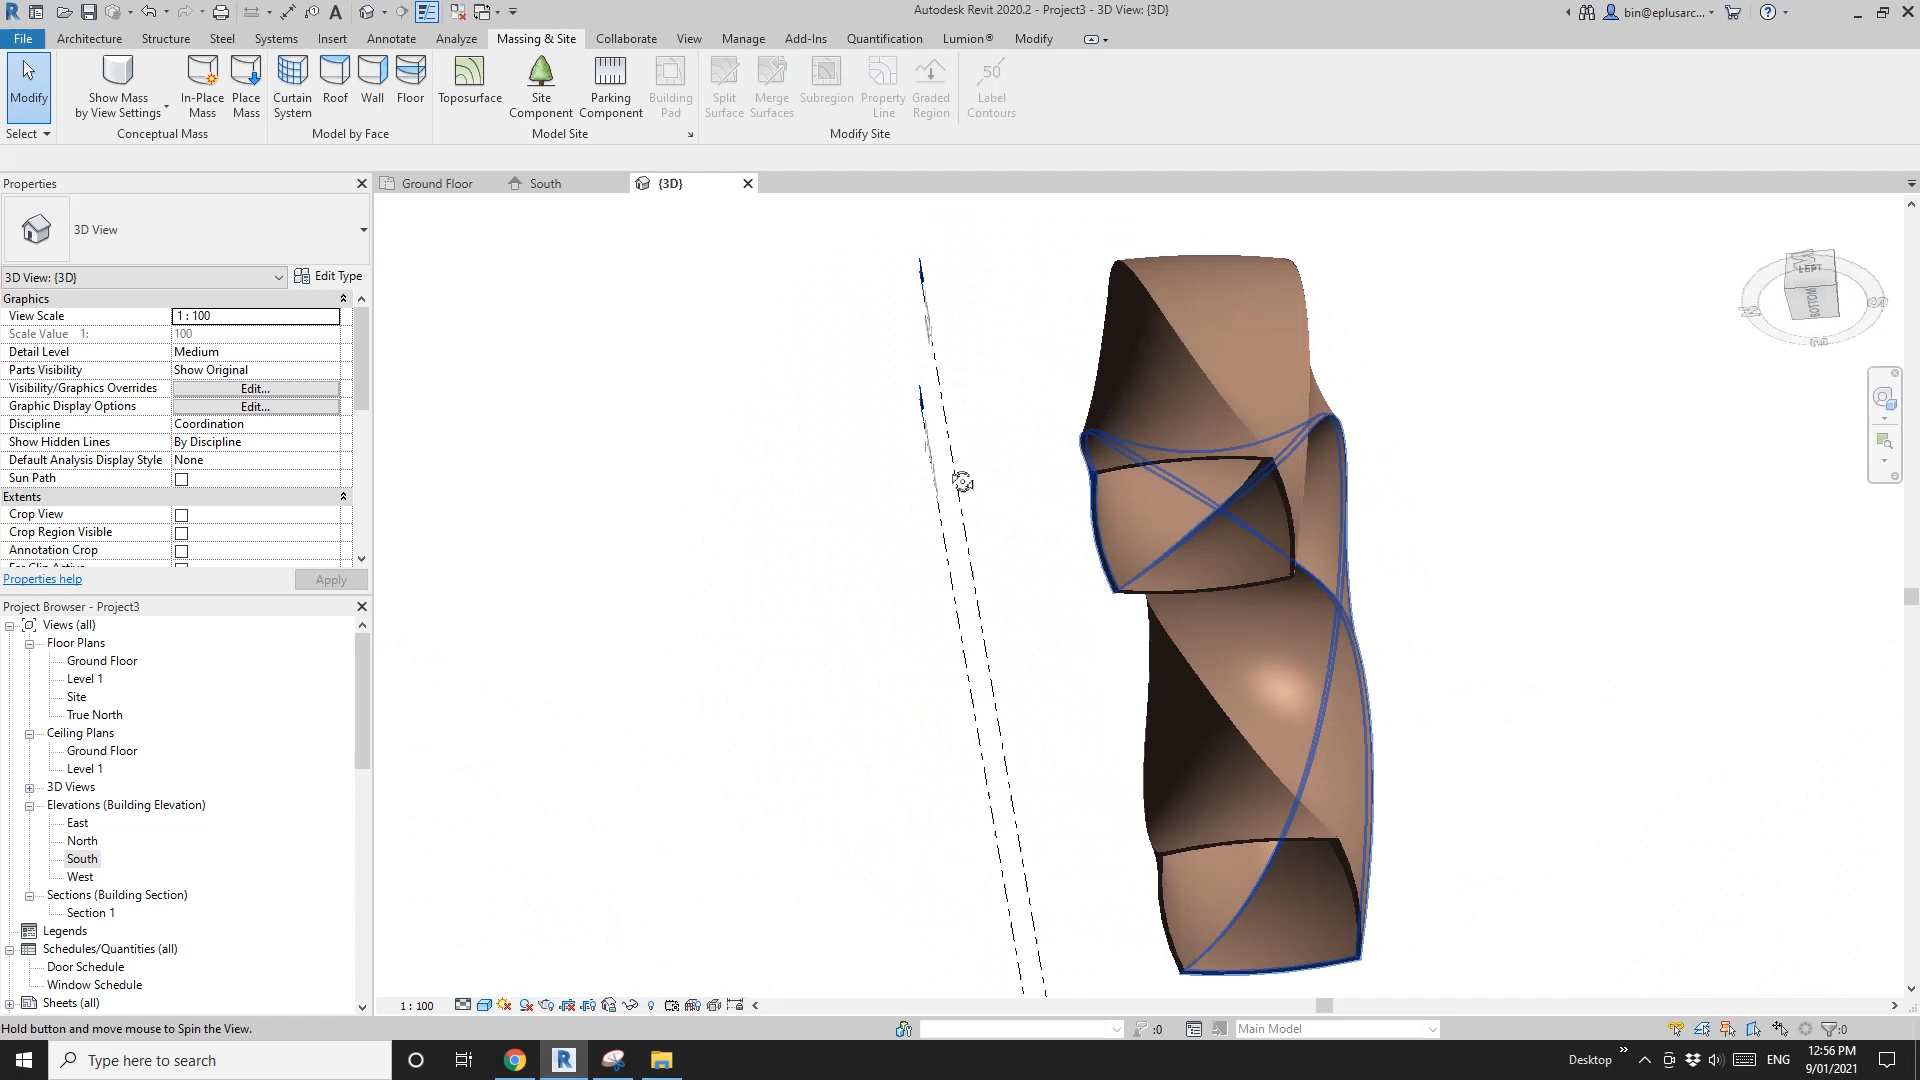 Autodesk Revit 2020.2 - Project3 - 3D View: {3D}
bin@eplusarc...
File Architecture Structure Steel Systems Insert Annotate Analyze Massing & Site Collaborate View Manage Add-Ins Quantification Lumion® Modify
Modify
Show Mass
by View Settings
In-Place
Mass
Place
Mass
Curtain
System
Roof
Wall
Floor
Toposurface
Site
Component
Parking
Component
Building
Pad
Split
Surface
Merge
Surfaces
Subregion
Property
Line
Graded
Region
50
Label
Contours
Select
Conceptual Mass
Model by Face
Model Site
Modify Site
Properties
Ground Floor
South
{3D}
3D View
3D View: {3D}
Edit Type
Graphics
View Scale 1 : 100
Scale Value 1: 100
Detail Level Medium
Parts Visibility Show Original
Visibility/Graphics Overrides Edit...
Graphic Display Options Edit...
Discipline Coordination
Show Hidden Lines By Discipline
Default Analysis Display Style None
Sun Path
Extents
Crop View
Crop Region Visible
Annotation Crop
Properties help
Apply
LEFT
BOTTOM
Project Browser - Project3
Views (all)
Floor Plans
Ground Floor
Level 1
Site
True North
Ceiling Plans
Ground Floor
Level 1
3D Views
Elevations (Building Elevation)
East
North
South
West
Sections (Building Section)
Section 1
Legends
Schedules/Quantities (all)
Door Schedule
Window Schedule
Sheets (all)
1 : 100
Hold button and move mouse to Spin the View.
:0
Main Model
:0
Type here to search
Desktop
ENG
12:56 PM
9/01/2021